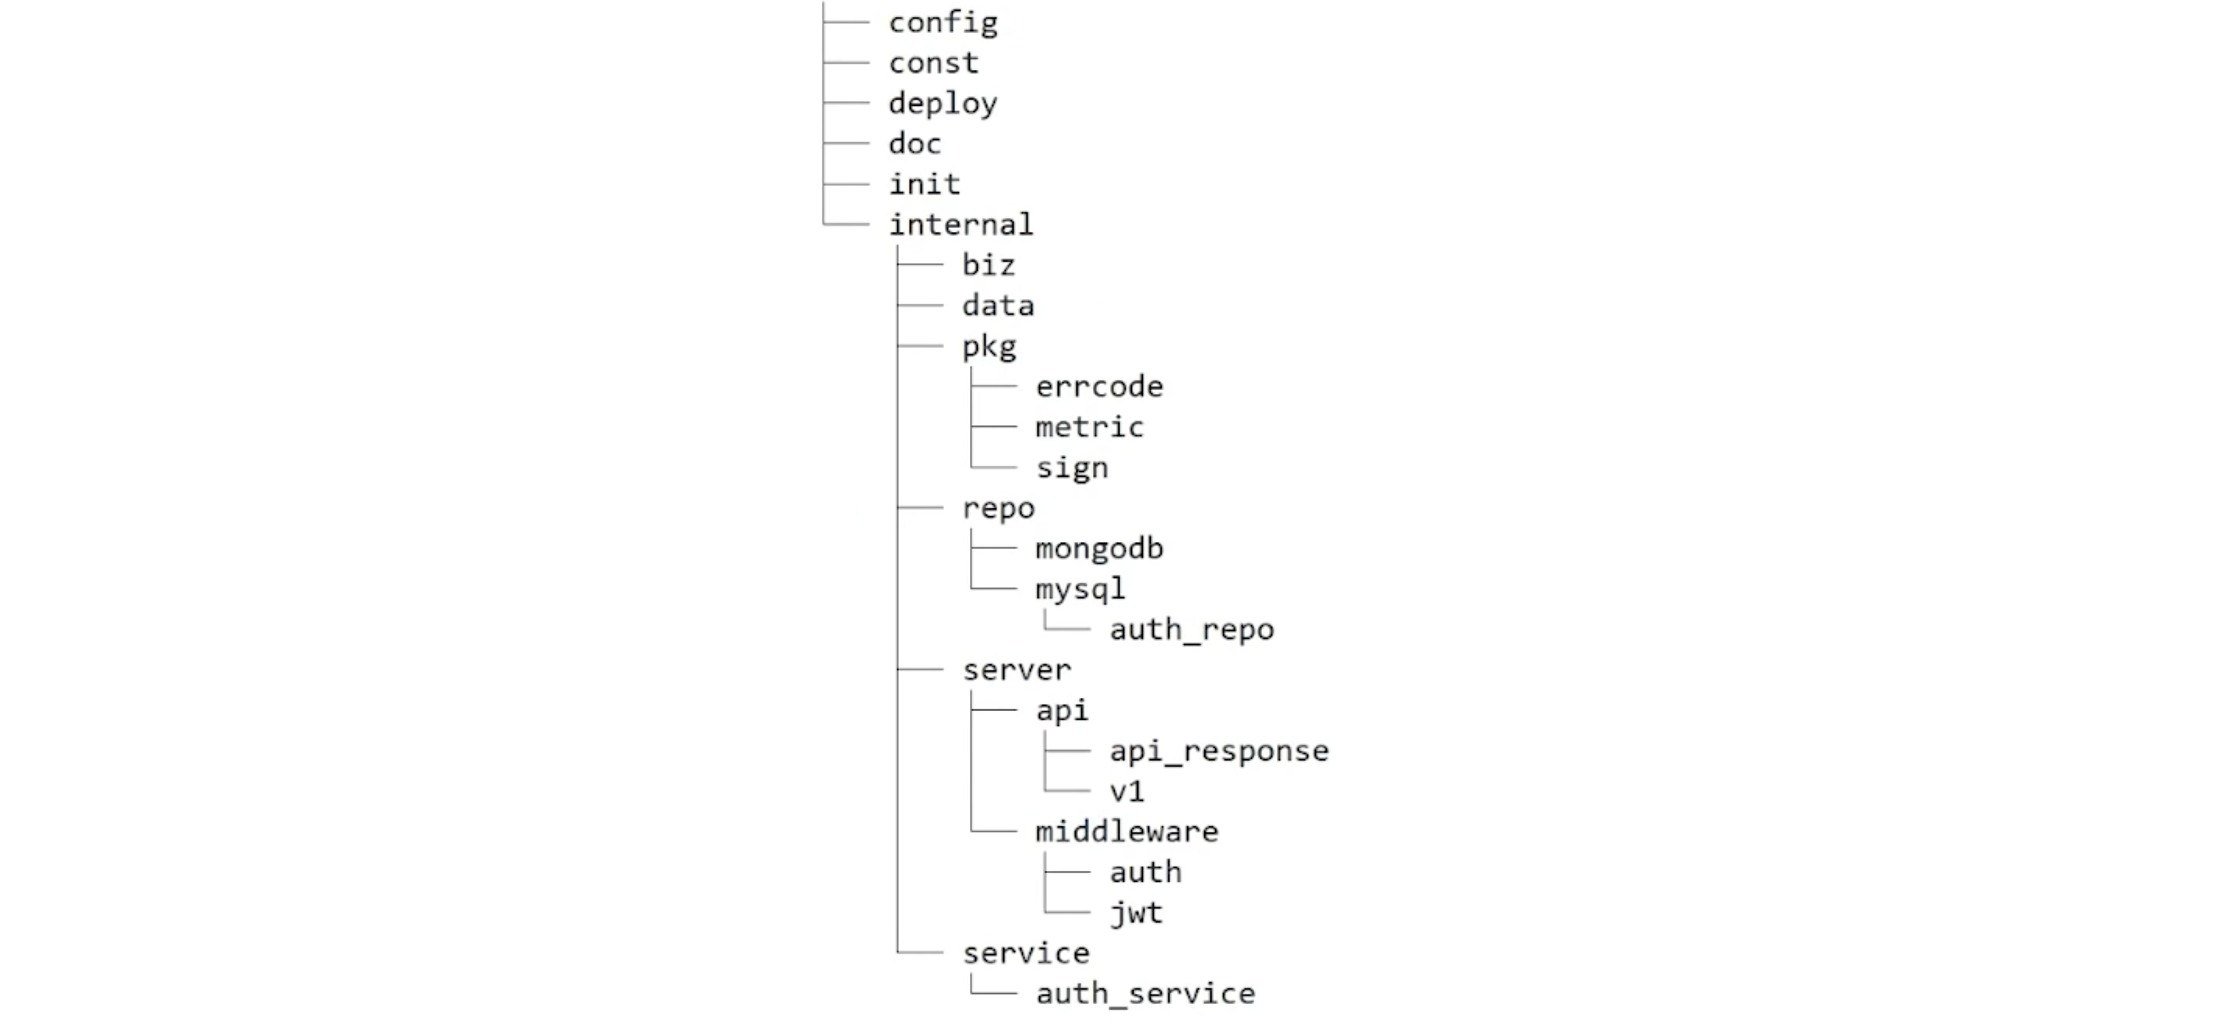 config
const
deploy
doc
init
internal
biz
data
pkg
errcode
metric
sign
repo
mongodb
mysql
auth_repo
server
api
api_response
v1
middleware
auth
jwt
service
auth_service